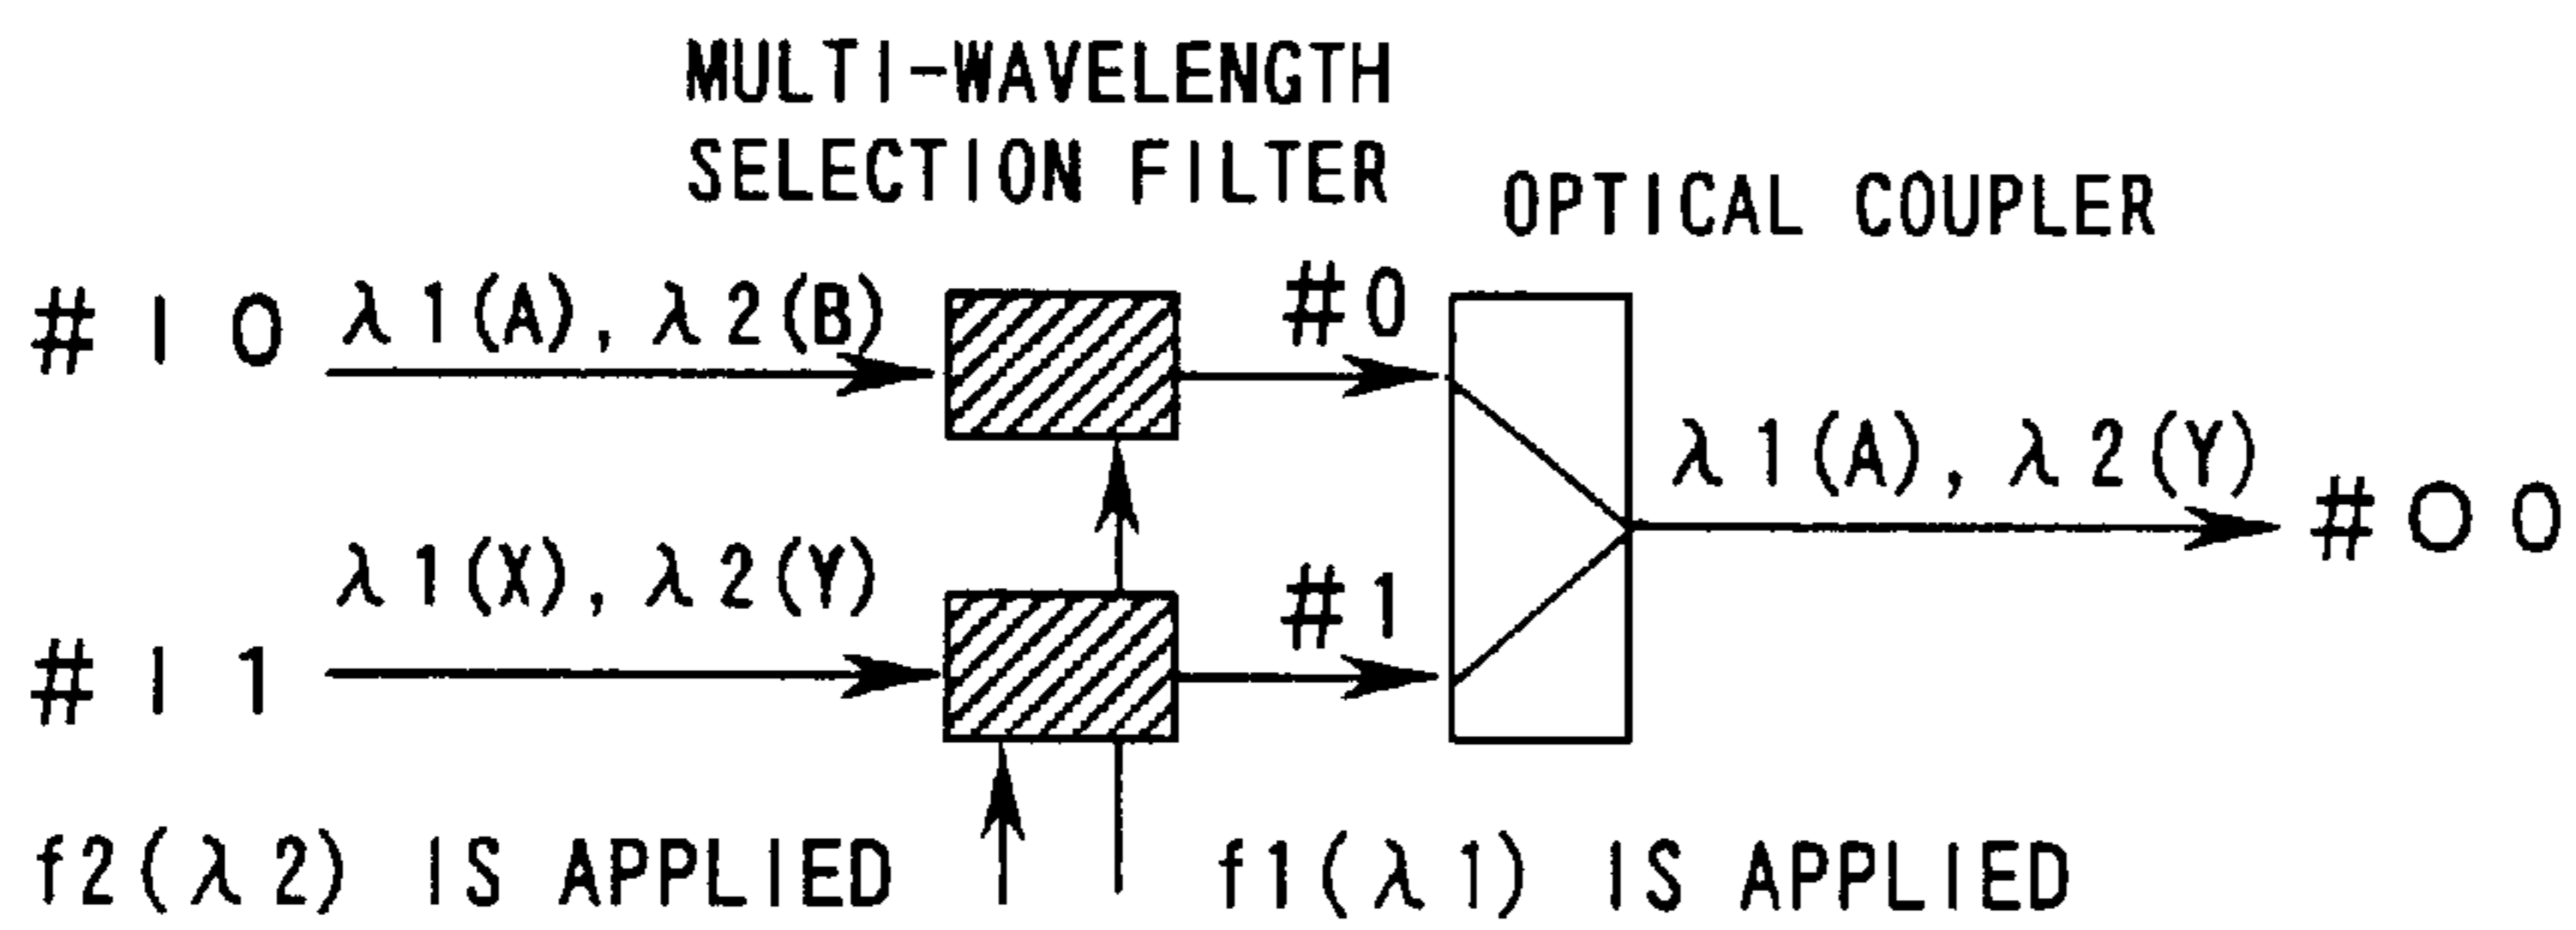 MULTI-WAVELENGTH
SELECTION FILTER
OPTICAL COUPLER
#I0 λ1(A), λ2(B)
#0
λ1(A), λ2(Y)
#O0
#I1 λ1(X), λ2(Y)
#1
f2(λ2) IS APPLIED
f1(λ1) IS APPLIED